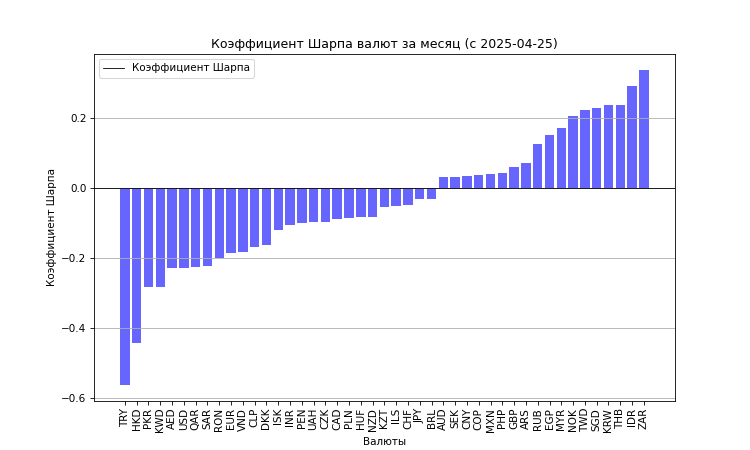 Коэффициент Шарпа валют за месяц (с 2025-04-25)
Коэффициент Шарпа
Коэффициент Шарпа
0.2
0.0
−0.2
−0.4
−0.6
TRY HKD PKR KWD AED USD QAR SAR RON EUR VND CLP DKK ISK INR PEN UAH CZK CAD PLN HUF NZD KZT ILS CHF JPY BRL AUD SEK CNY COP MXN PHP GBP ARS RUB EGP MYR NOK TWD SGD KRW THB IDR ZAR
Валюты